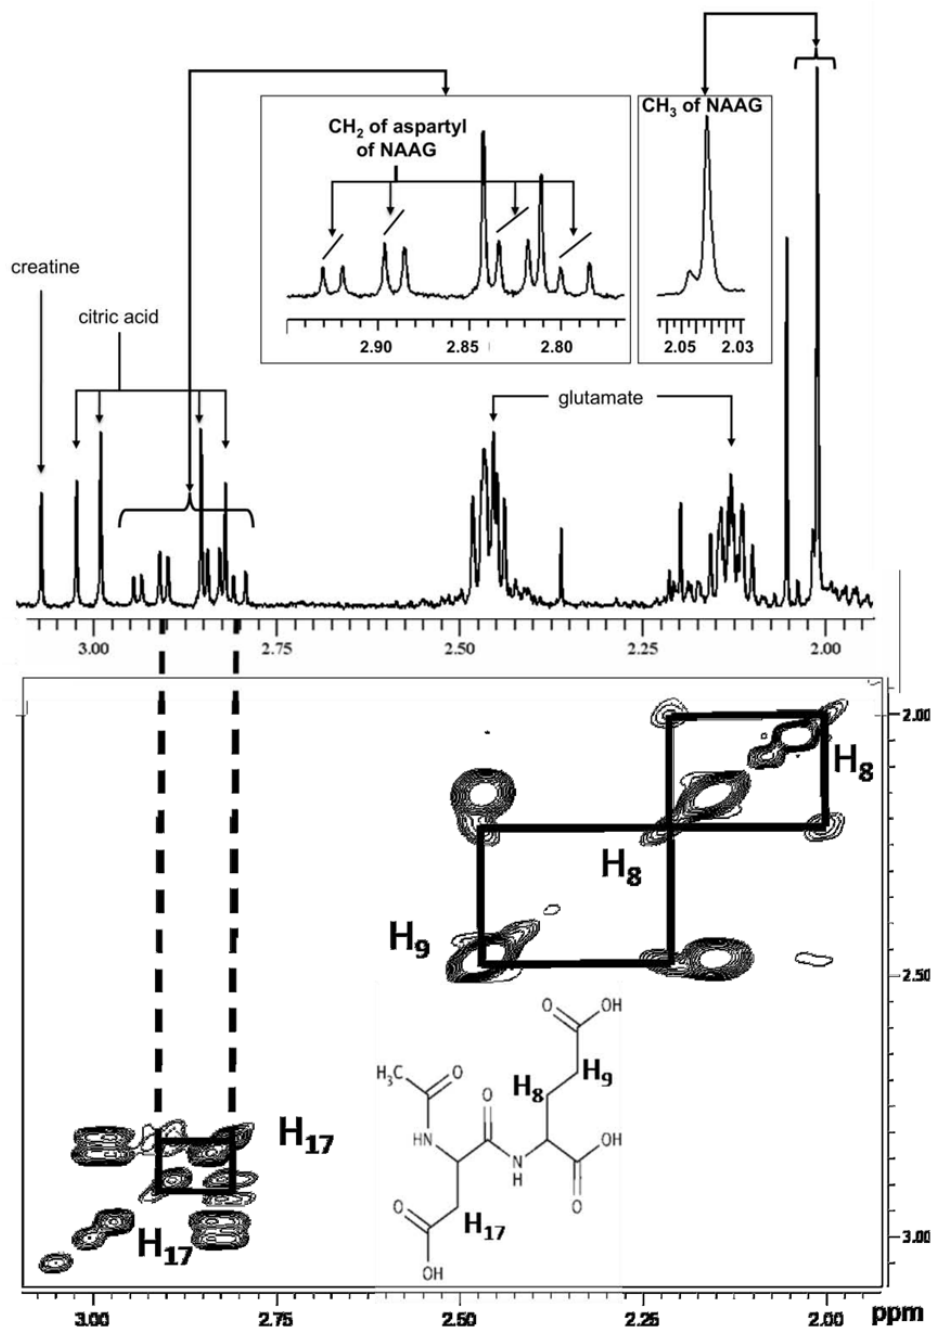 CH₃ of NAAG
CH₂ of aspartyl
of NAAG
creatine
citric acid
2.90 2.85 2.80
2.05 2.03
glutamate
3.00 2.75 2.50 2.25 2.00
2.00
H₈
H₈
H₉
2.50
O OH
H₃C O
H₈ H₉
O
HN OH
N
H
O
O
H₁₇
OH
H₁₇
H₁₇
3.00
3.00 2.75 2.50 2.25 2.00 ppm